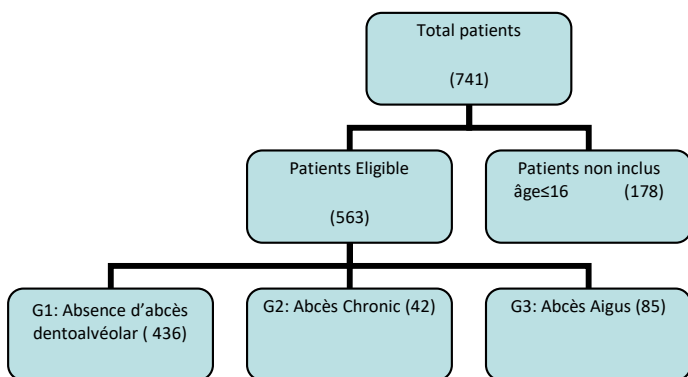 Total patients
(741)
Patients Eligible
(563)
Patients non inclus
âge≤16 (178)
G1: Absence d'abcès
dentoalvéolar ( 436)
G2: Abcès Chronic (42)
G3: Abcès Aigus (85)